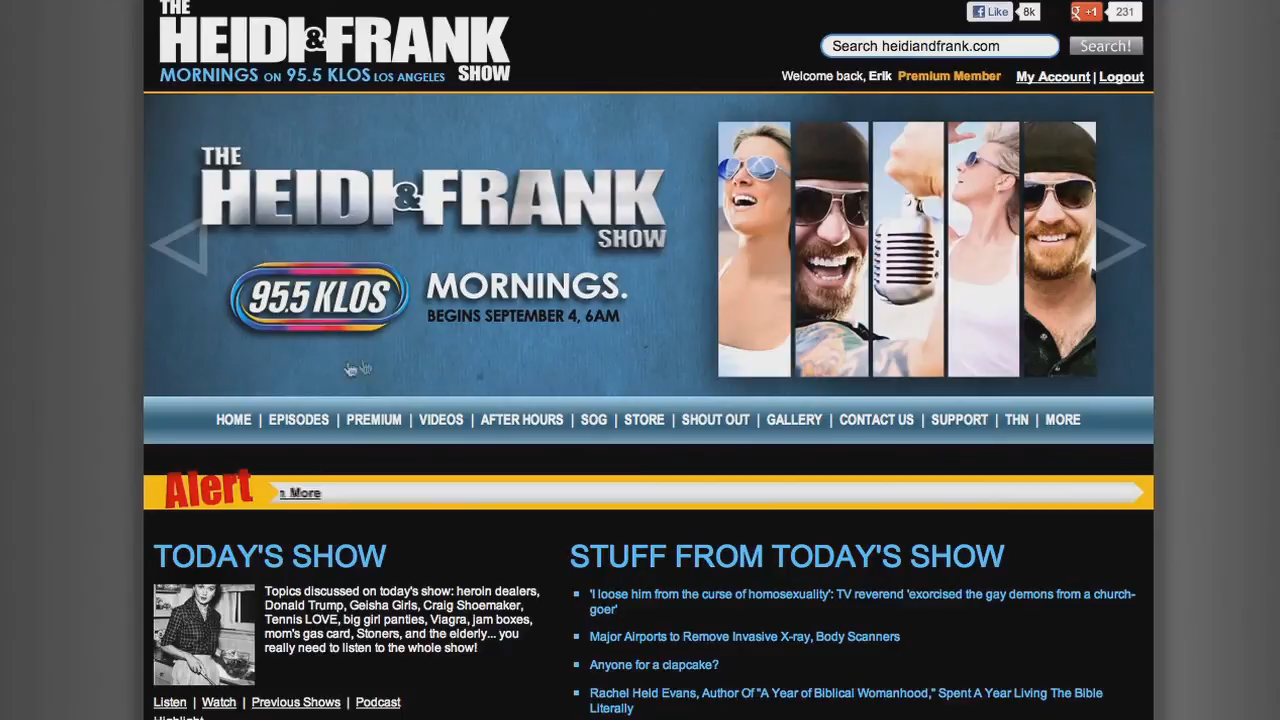 THE
HEIDI & FRANK
SHOW
MORNINGS ON 95.5 KLOS LOS ANGELES
Like 8k
+1 231
Search heidiandfrank.com
Search!
Welcome back, Erik Premium Member My Account | Logout
THE
HEIDI & FRANK
SHOW
95.5 KLOS
MORNINGS.
BEGINS SEPTEMBER 4, 6AM
HOME | EPISODES | PREMIUM | VIDEOS | AFTER HOURS | SOG | STORE | SHOUT OUT | GALLERY | CONTACT US | SUPPORT | THN | MORE
Alert
More
TODAY'S SHOW
Topics discussed on today's show: heroin dealers,
Donald Trump, Geisha Girls, Craig Shoemaker,
Tennis LOVE, big girl panties, Viagra, jam boxes,
mom's gas card, Stoners, and the elderly... you
really need to listen to the whole show!
Listen | Watch | Previous Shows | Podcast
Highlight
STUFF FROM TODAY'S SHOW
'I loose him from the curse of homosexuality': TV reverend 'exorcised the gay demons from a church-
goer'
Major Airports to Remove Invasive X-ray, Body Scanners
Anyone for a clapcake?
Rachel Held Evans, Author Of "A Year of Biblical Womanhood," Spent A Year Living The Bible
Literally